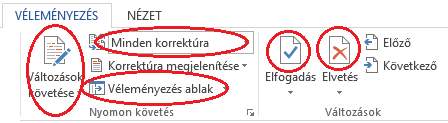 VÉLEMÉNYEZÉS NÉZET
Változások követése
Minden korrektúra
Korrektúra megjelenítése
Véleményezés ablak
Nyomon követés
Elfogadás
Elvetés
Előző
Következő
Változások